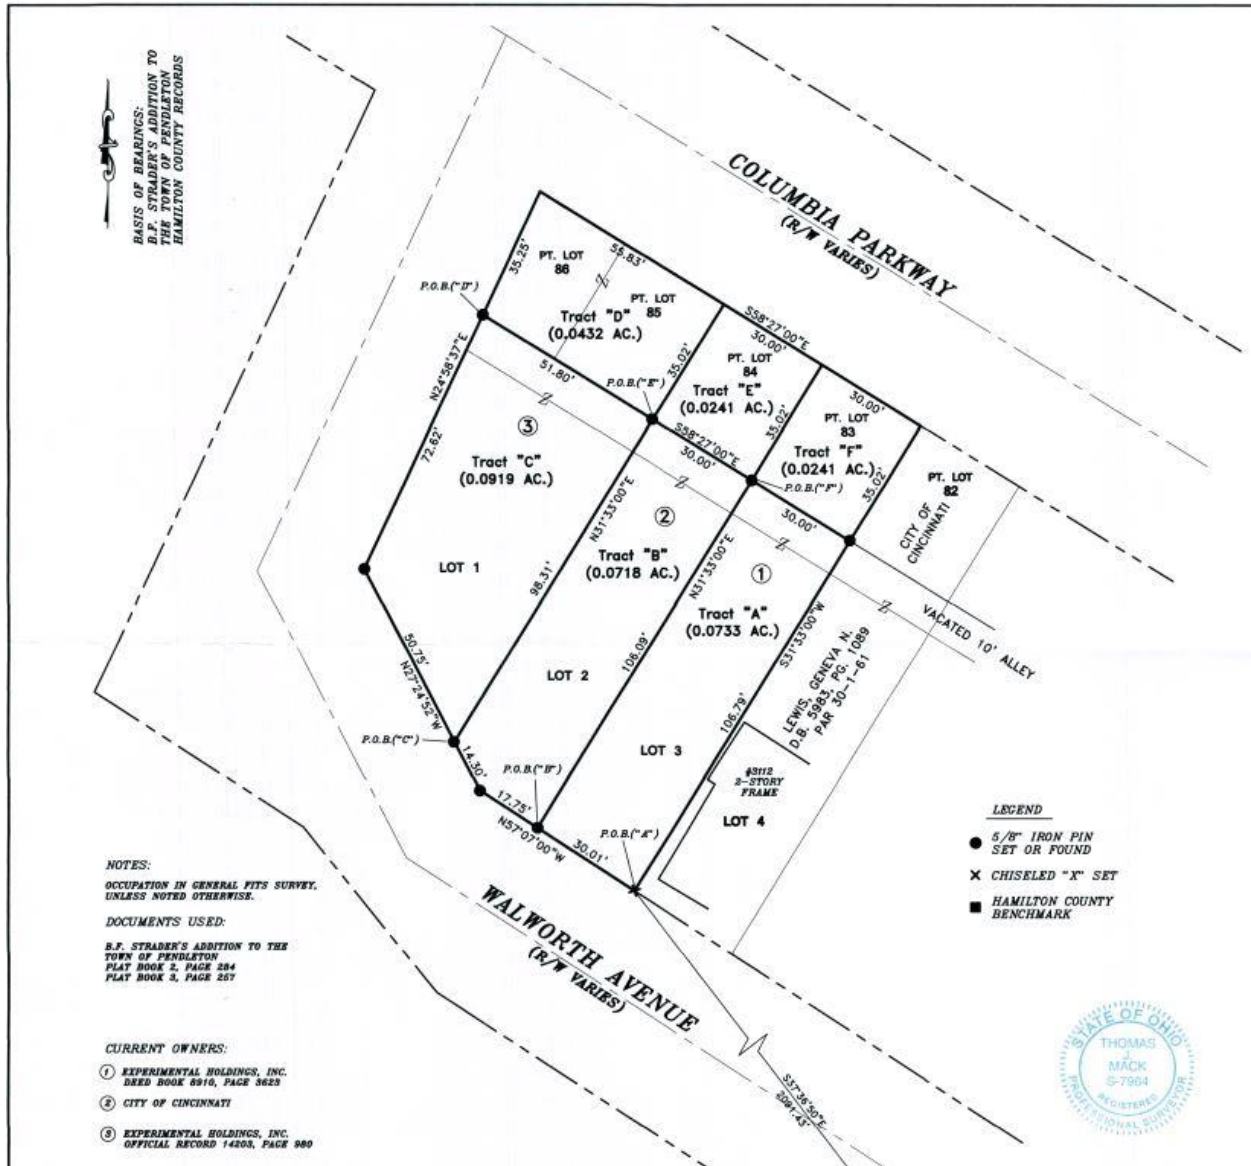 BASIS OF BEARINGS:
B.F. STRADER'S ADDITION TO
THE TOWN OF PENDLETON
HAMILTON COUNTY RECORDS
COLUMBIA PARKWAY
(R/W VARIES)
35.25'
PT. LOT
86
55.83'
P.O.B.("D")
PT. LOT
85
Tract "D"
(0.0432 AC.)
S58°27'00"E
30.00'
PT. LOT
84
35.02'
N24°58'37"E
72.62'
51.80'
P.O.B.("E")
Tract "E"
(0.0241 AC.)
30.00'
PT. LOT
83
35.02'
S58°27'00"E
30.00'
Tract "F"
(0.0241 AC.)
35.02'
P.O.B.("F")
PT. LOT
82
CITY OF
CINCINNATI
3
Tract "C"
(0.0919 AC.)
N31°33'00"E
98.31'
2
Tract "B"
(0.0718 AC.)
30.00'
N31°33'00"E
106.09'
1
Tract "A"
(0.0733 AC.)
S31°33'00"W
106.79'
VACATED 10' ALLEY
LOT 1
LEWIS, GENEVA N.
D.B. 5983, PG. 1089
PAR 30-1-61
50.75'
N27°24'52"W
LOT 2
P.O.B.("C")
14.30'
LOT 3
P.O.B.("B")
17.75'
N57°07'00"W
30.01'
P.O.B.("A")
#3112
2-STORY
FRAME
LOT 4
LEGEND
5/8" IRON PIN
SET OR FOUND
CHISELED "X" SET
HAMILTON COUNTY
BENCHMARK
WALWORTH AVENUE
(R/W VARIES)
S37°36'50"E
2091.43'
NOTES:
OCCUPATION IN GENERAL FITS SURVEY,
UNLESS NOTED OTHERWISE.
DOCUMENTS USED:
B.F. STRADER'S ADDITION TO THE
TOWN OF PENDLETON
PLAT BOOK 2, PAGE 284
PLAT BOOK 3, PAGE 257
CURRENT OWNERS:
1 EXPERIMENTAL HOLDINGS, INC.
DEED BOOK 8910, PAGE 3623
2 CITY OF CINCINNATI
3 EXPERIMENTAL HOLDINGS, INC.
OFFICIAL RECORD 14203, PAGE 980
STATE OF OHIO
THOMAS
J.
MACK
S-7964
REGISTERED
PROFESSIONAL SURVEYOR